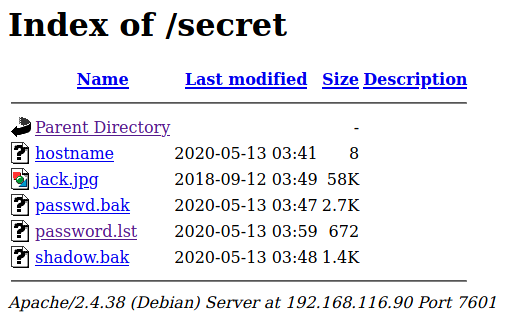 Index of /secret
Name Last modified Size Description
Parent Directory -
hostname 2020-05-13 03:41 8
jack.jpg 2018-09-12 03:49 58K
passwd.bak 2020-05-13 03:47 2.7K
password.lst 2020-05-13 03:59 672
shadow.bak 2020-05-13 03:48 1.4K
Apache/2.4.38 (Debian) Server at 192.168.116.90 Port 7601